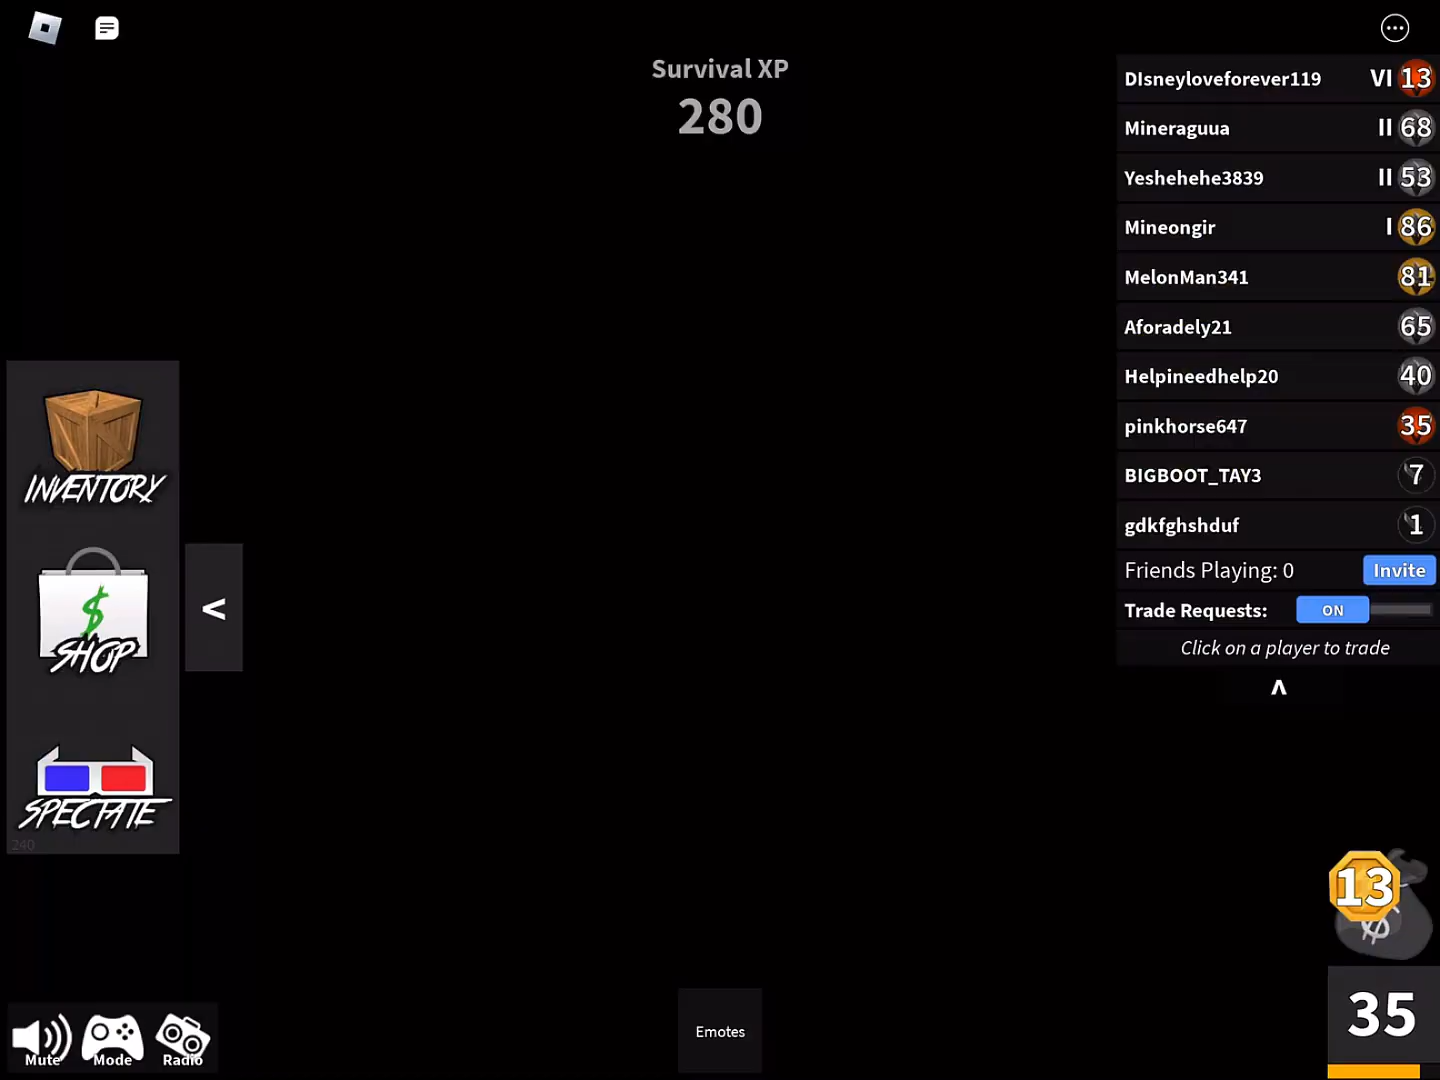 Survival XP
280
DIsneyloveforever119 VI 13
Mineraguua II 68
Yeshehehe3839 II 53
Mineongir I 86
MelonMan341 81
Aforadely21 65
Helpineedhelp20 40
pinkhorse647 35
BIGBOOT_TAY3 7
gdkfghshduf 1
Friends Playing: 0 Invite
Trade Requests: ON
Click on a player to trade
INVENTORY
$
SHOP
<
SPECTATE
240
13
$
35
Mute Mode Radio
Emotes